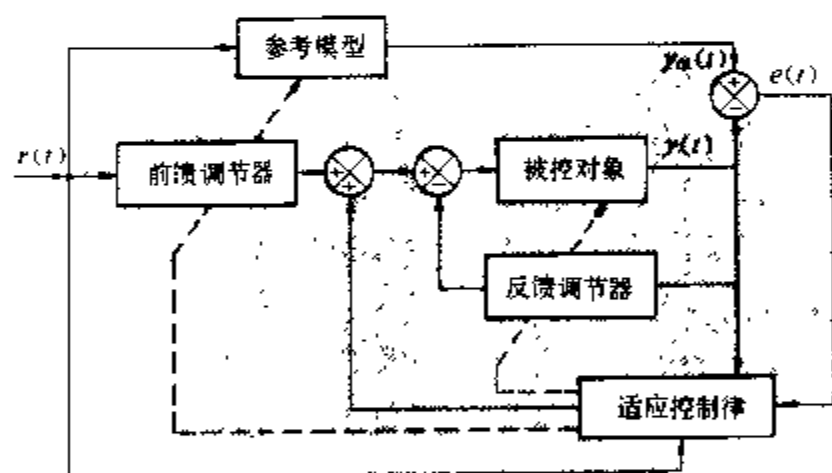 参考模型
yₘ(t)
e(t)
r(t)
前馈调节器
被控对象
y(t)
反馈调节器
适应控制律